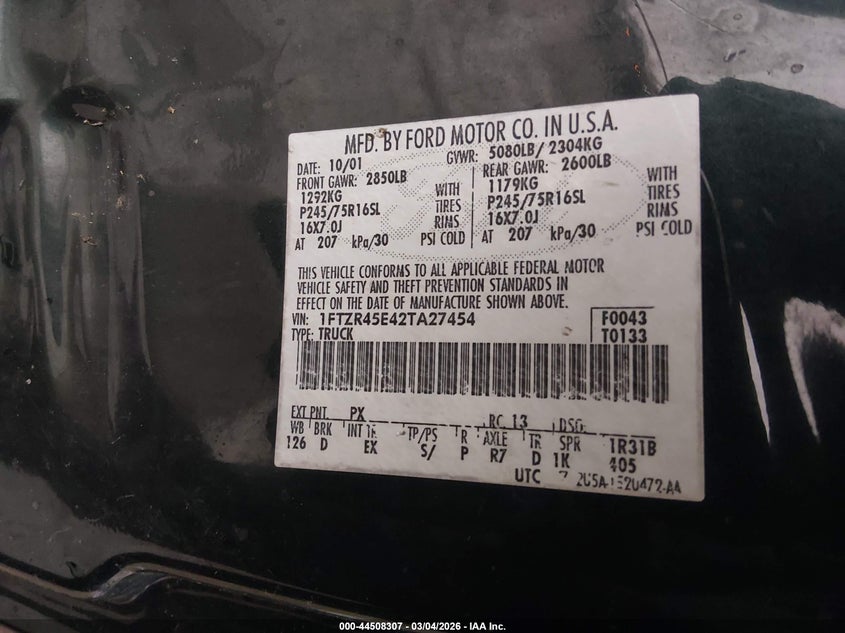 MFD. BY FORD MOTOR CO. IN U.S.A.
DATE: 10/01 GVWR: 5080LB/ 2304KG
FRONT GAWR: 2850LB REAR GAWR: 2600LB
1292KG WITH 1179KG WITH
P245/75R16SL TIRES P245/75R16SL TIRES
16X7.0J RIMS 16X7.0J RIMS
AT 207 kPa/30 PSI COLD AT 207 kPa/30 PSI COLD
THIS VEHICLE CONFORMS TO ALL APPLICABLE FEDERAL MOTOR
VEHICLE SAFETY AND THEFT PREVENTION STANDARDS IN
EFFECT ON THE DATE OF MANUFACTURE SHOWN ABOVE.
VIN: 1FTZR45E42TA27454 F0043
TYPE: TRUCK T0133
EXT PNT: PX RC: 13 DSO:
WB BRK INT TR TP/PS R AXLE TR SPR 1R31B
126 D EX S/ P R7 D 1K 405
UTC
000-44508307 - 03/04/2026 - IAA Inc.